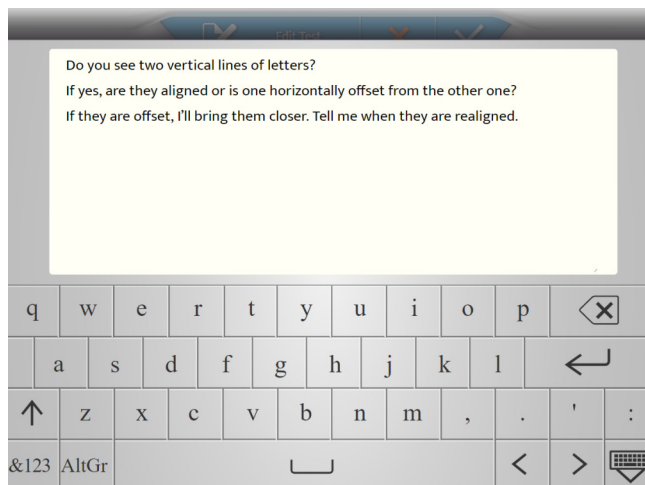 Edit Test
Do you see two vertical lines of letters?
If yes, are they aligned or is one horizontally offset from the other one?
If they are offset, I'll bring them closer. Tell me when they are realigned.
q w e r t y u i o p
a s d f g h j k l
z x c v b n m , . ' :
&123 AltGr < >